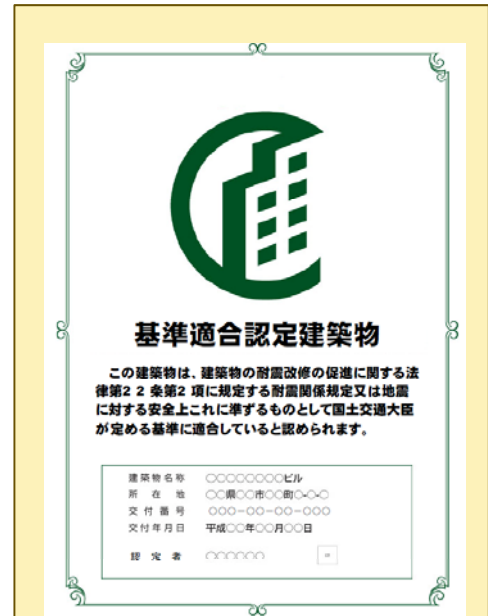 基準適合認定建築物
この建築物は、建築物の耐震改修の促進に関する法
律第22条第2項に規定する耐震関係規定又は地震
に対する安全上これに準ずるものとして国土交通大臣
が定める基準に適合していると認められます。
建築物名称 ○○○○○○○○ビル
所在地 ○○県○○市○○町○-○-○
交付番号 ○○○-○○-○○-○○○
交付年月日 平成○○年○○月○○日
認定者 ○○○○○○